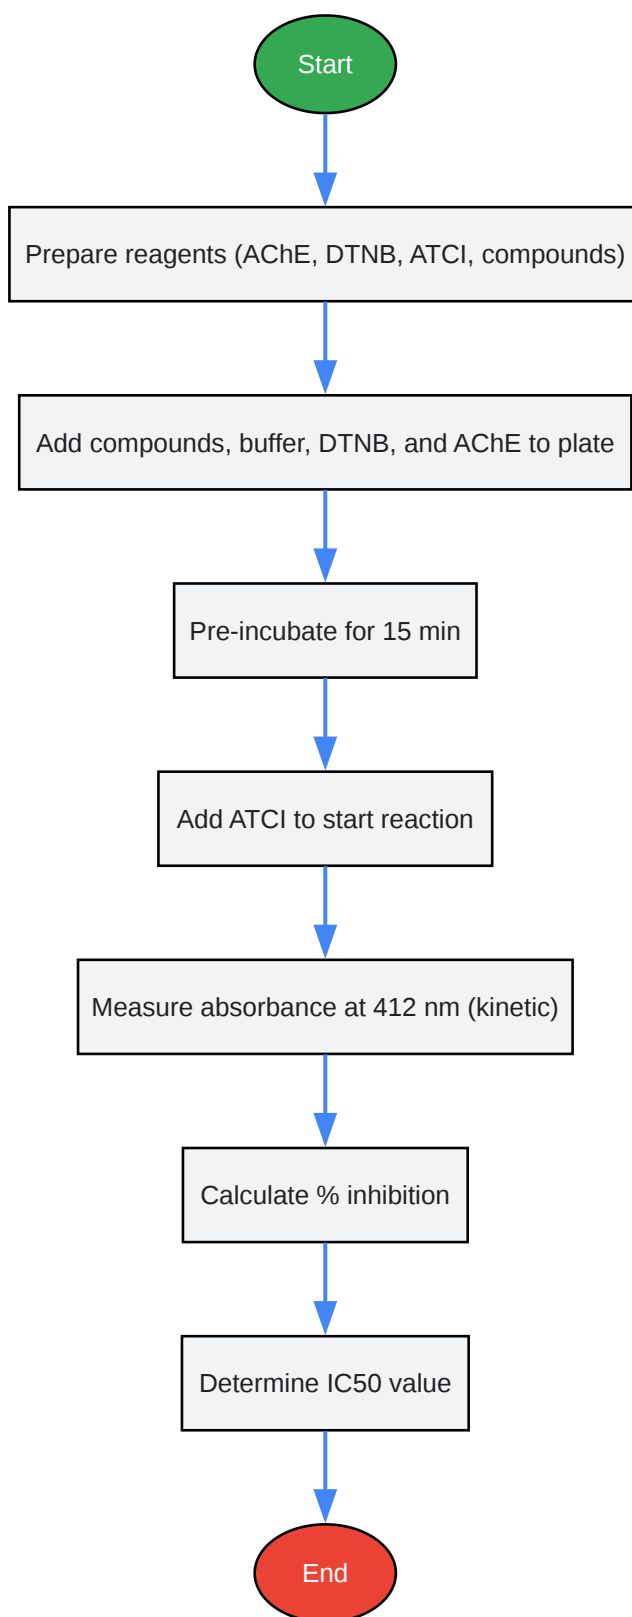 Start
Prepare reagents (AChE, DTNB, ATCI, compounds)
Add compounds, buffer, DTNB, and AChE to plate
Pre-incubate for 15 min
Add ATCI to start reaction
Measure absorbance at 412 nm (kinetic)
Calculate % inhibition
Determine IC50 value
End